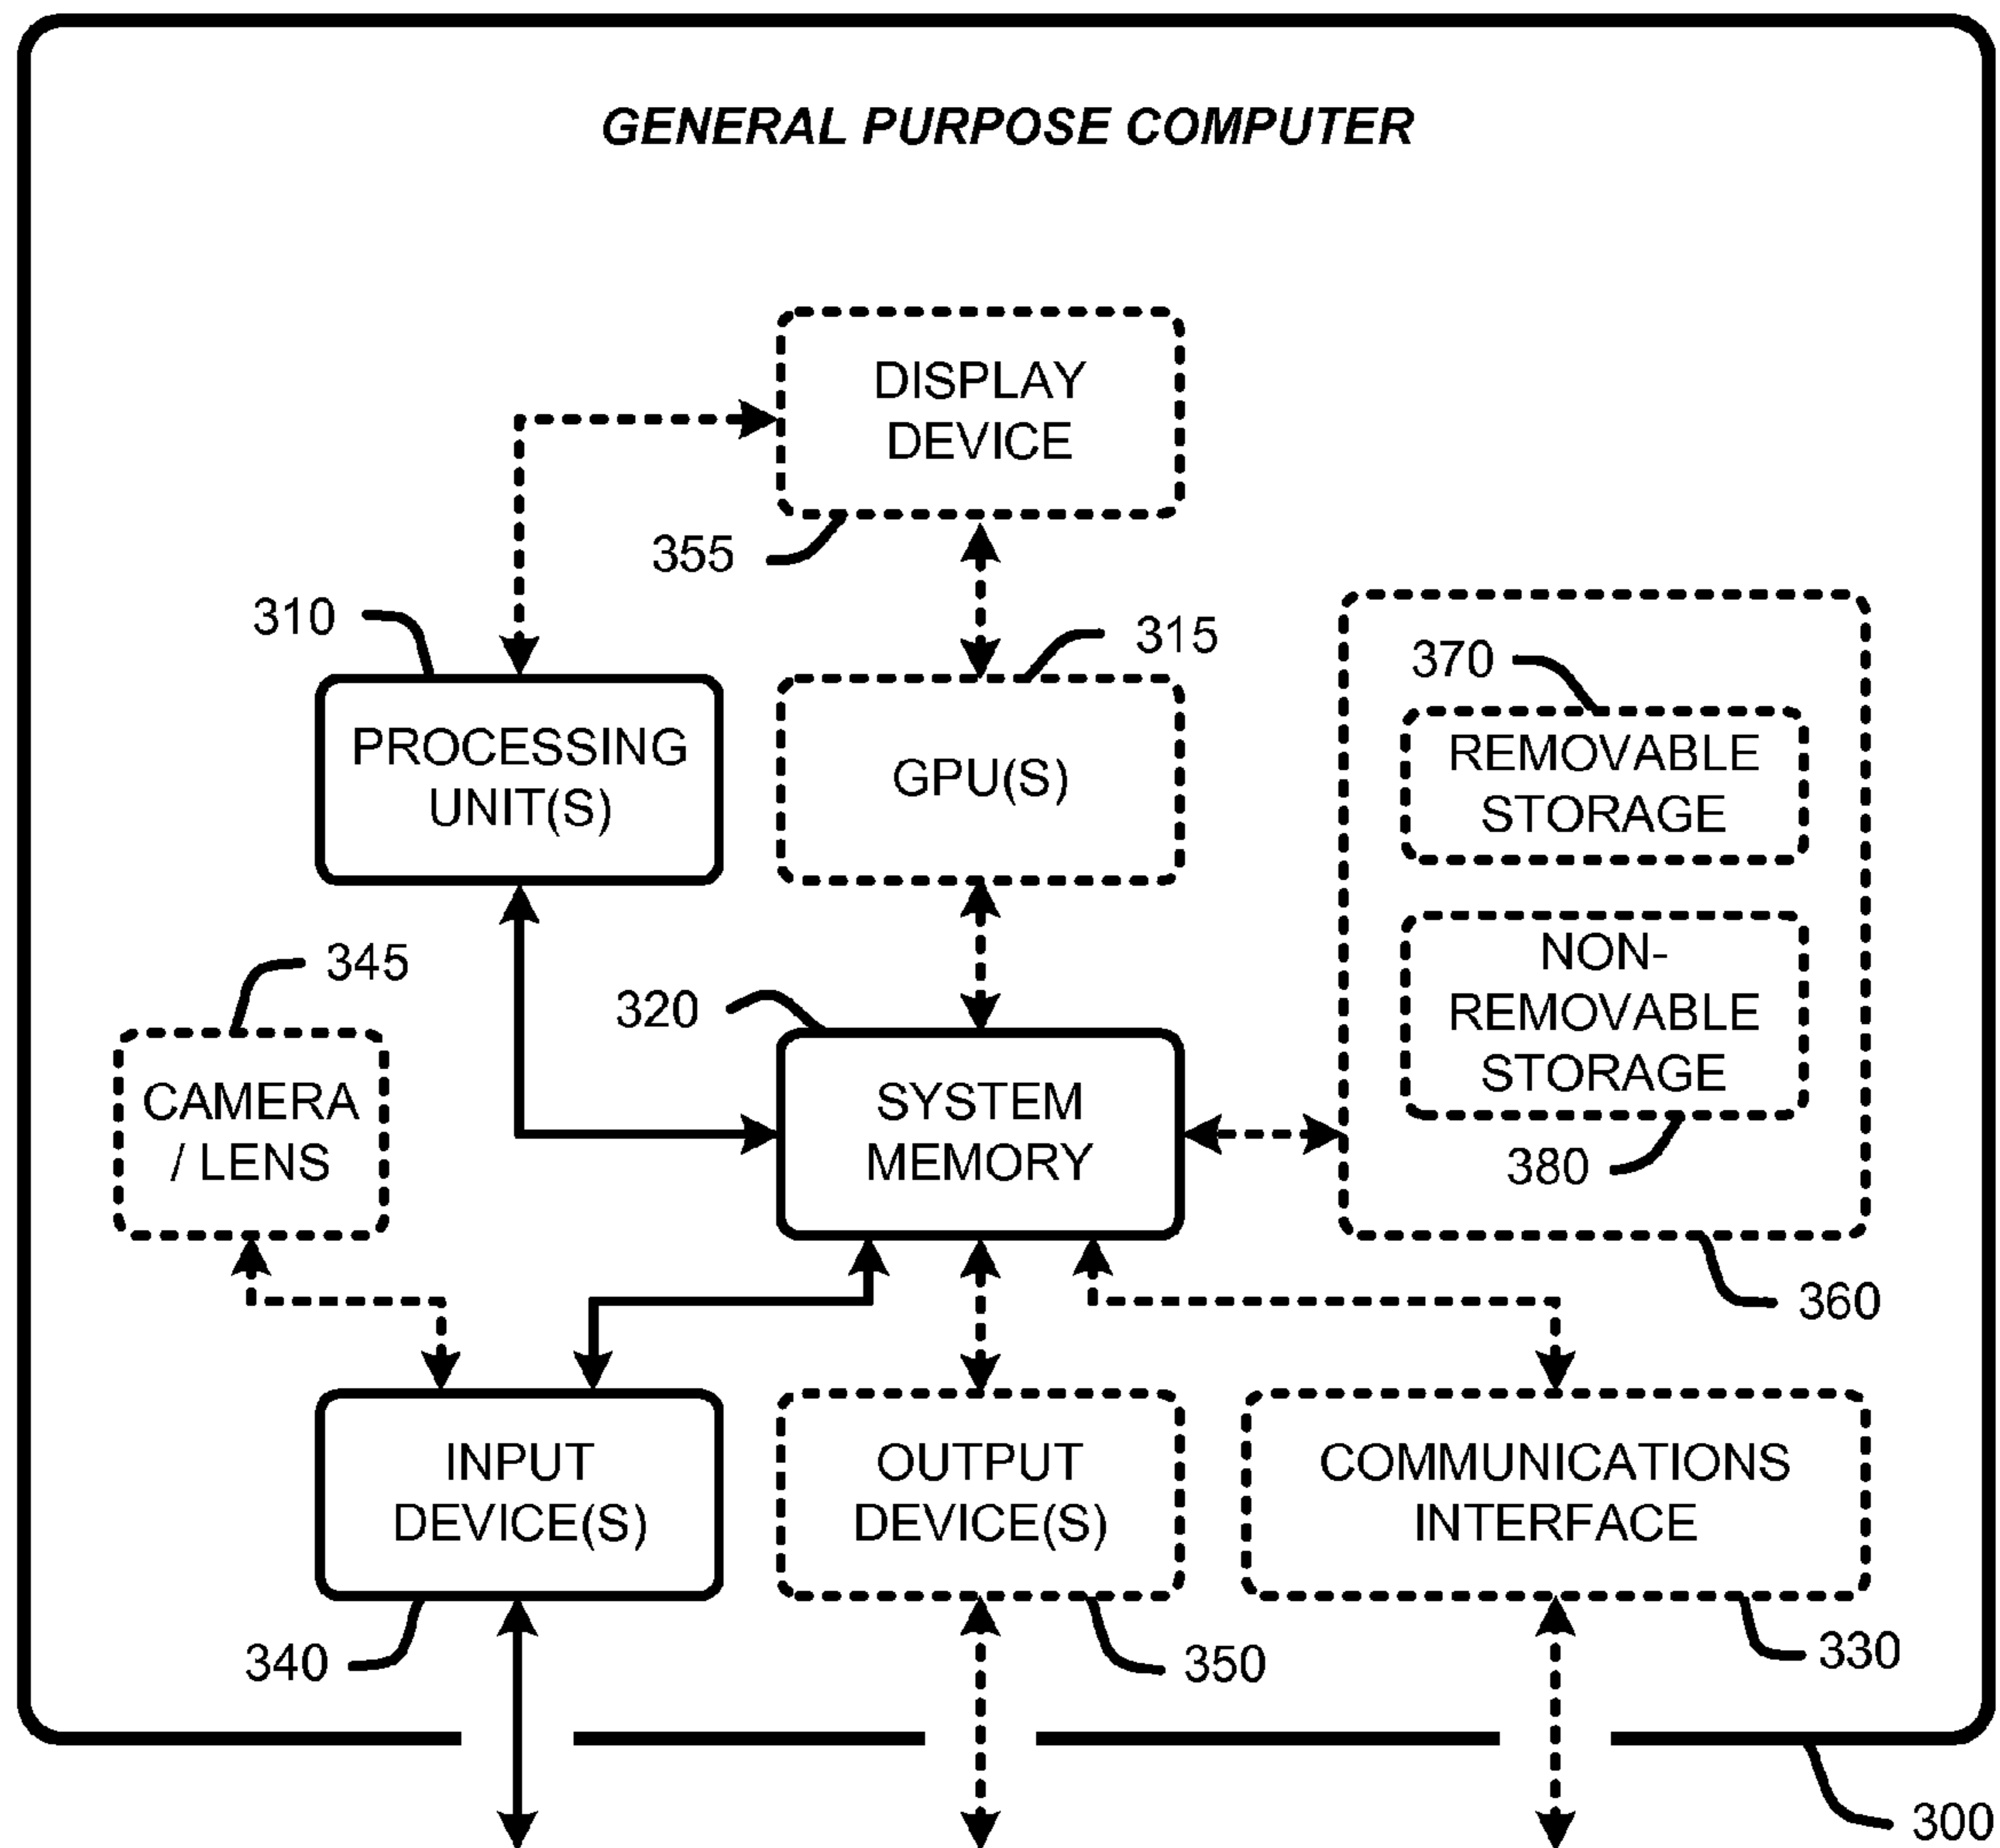 GENERAL PURPOSE COMPUTER
DISPLAY
DEVICE
355
310
315
370
PROCESSING
UNIT(S)
GPU(S)
REMOVABLE
STORAGE
345
320
NON-
REMOVABLE
STORAGE
380
CAMERA
/ LENS
SYSTEM
MEMORY
360
INPUT
DEVICE(S)
OUTPUT
DEVICE(S)
COMMUNICATIONS
INTERFACE
340
350
330
300